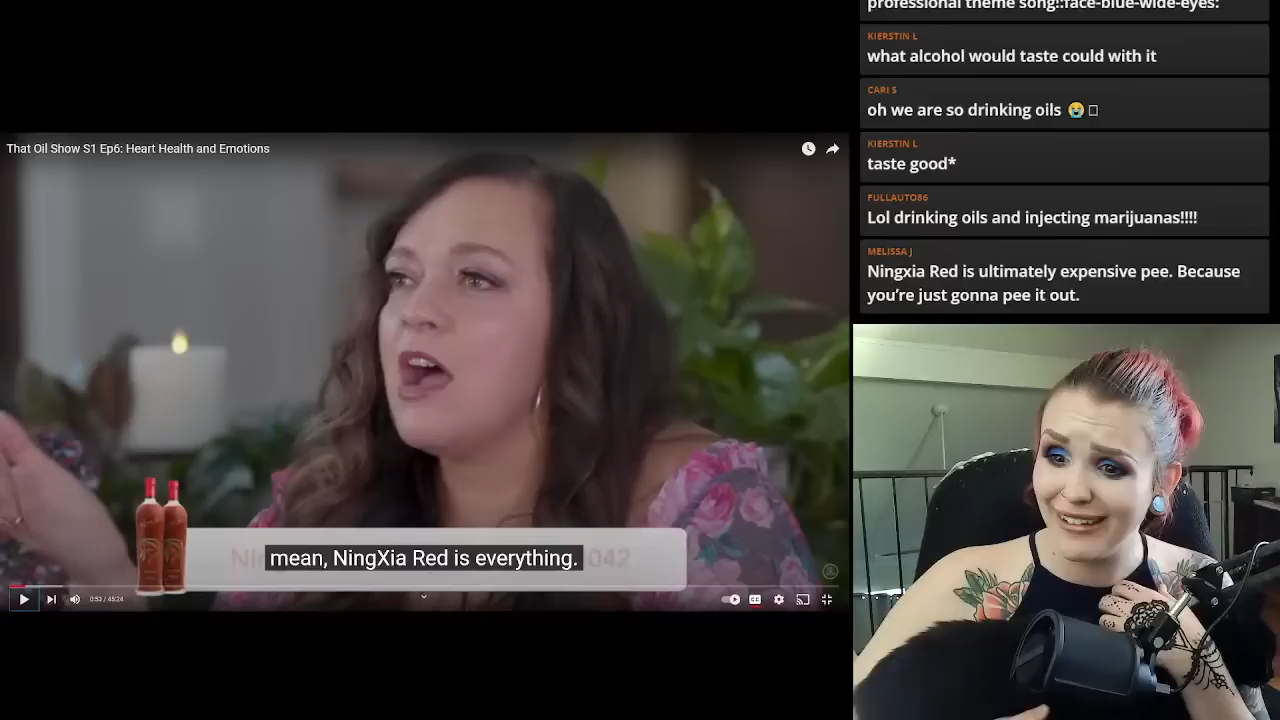 professional theme song!:face-blue-wide-eyes:
KIERSTIN L
what alcohol would taste could with it
CARI S
oh we are so drinking oils 😭
KIERSTIN L
taste good*
FULLAUTO86
Lol drinking oils and injecting marijuanas!!!!
MELISSA J
Ningxia Red is ultimately expensive pee. Because
you're just gonna pee it out.
That Oil Show S1 Ep6: Heart Health and Emotions
mean, NingXia Red is everything.
042
0:53 / 45:24